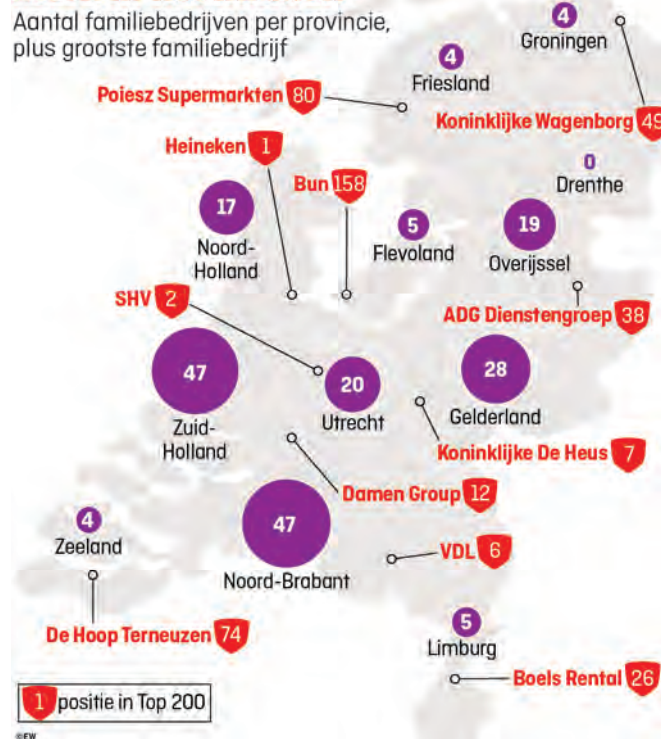 Aantal familiebedrijven per provincie,
plus grootste familiebedrijf
4
Groningen
4
Friesland
Poiesz Supermarkten 80
Koninklijke Wagenborg 49
Heineken 1
Bun 158
0
Drenthe
17
Noord-
Holland
5
Flevoland
19
Overijssel
SHV 2
ADG Dienstengroep 38
47
Zuid-
Holland
20
Utrecht
28
Gelderland
Koninklijke De Heus 7
Damen Group 12
47
Noord-Brabant
4
Zeeland
VDL 6
De Hoop Terneuzen 74
5
Limburg
Boels Rental 26
1 positie in Top 200
©EW